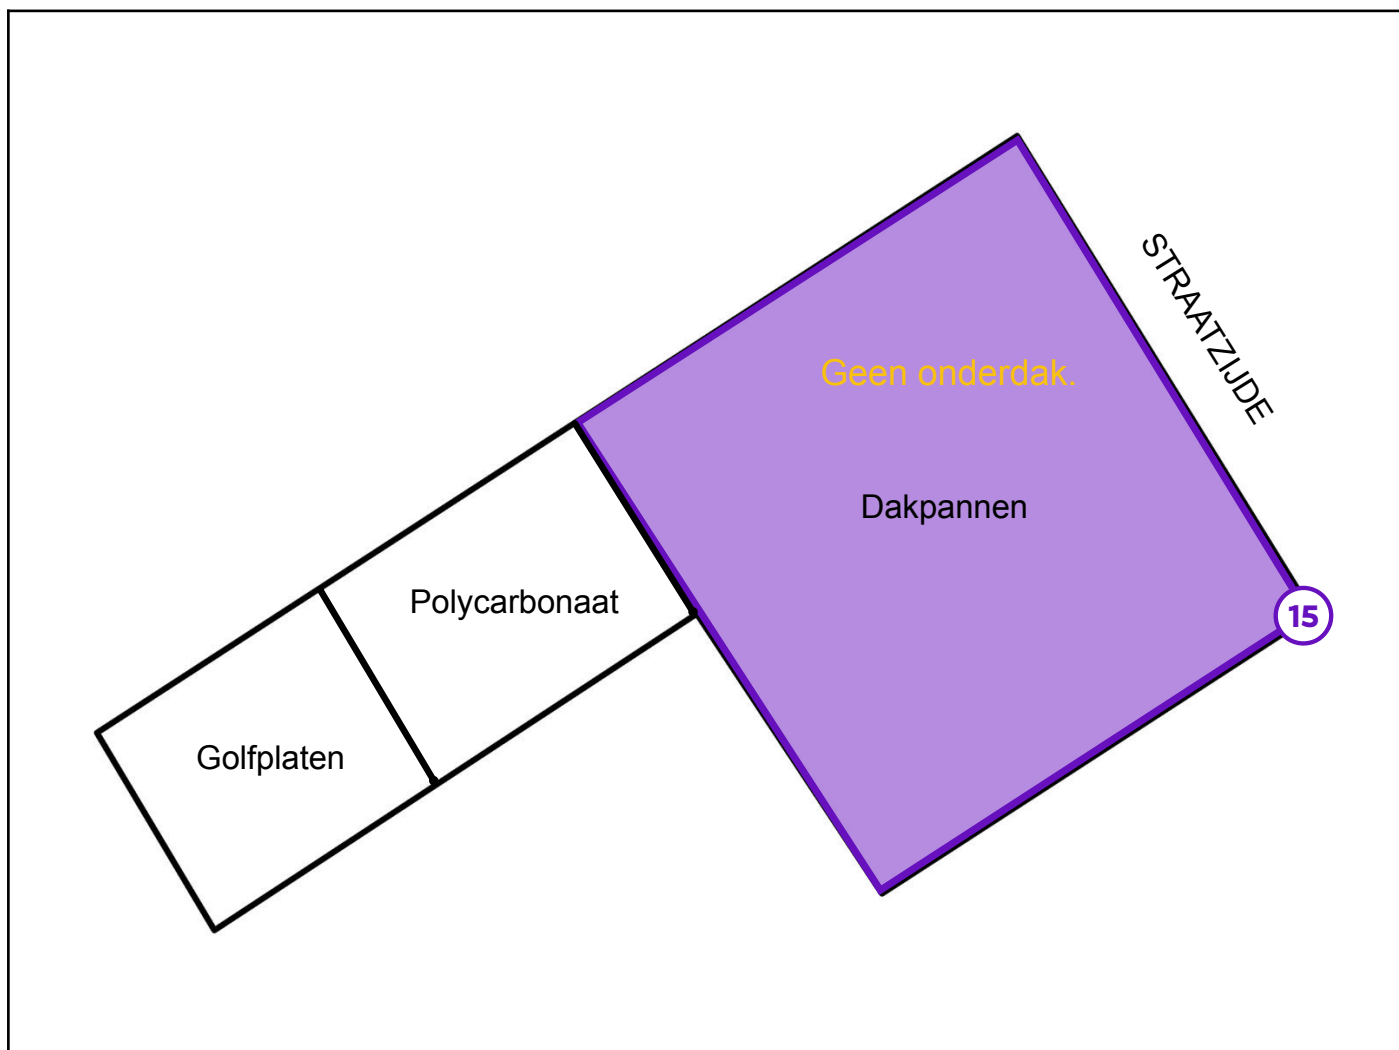 STRAATZIJDE
Geen onderdak.
Dakpannen
Polycarbonaat
15
Golfplaten